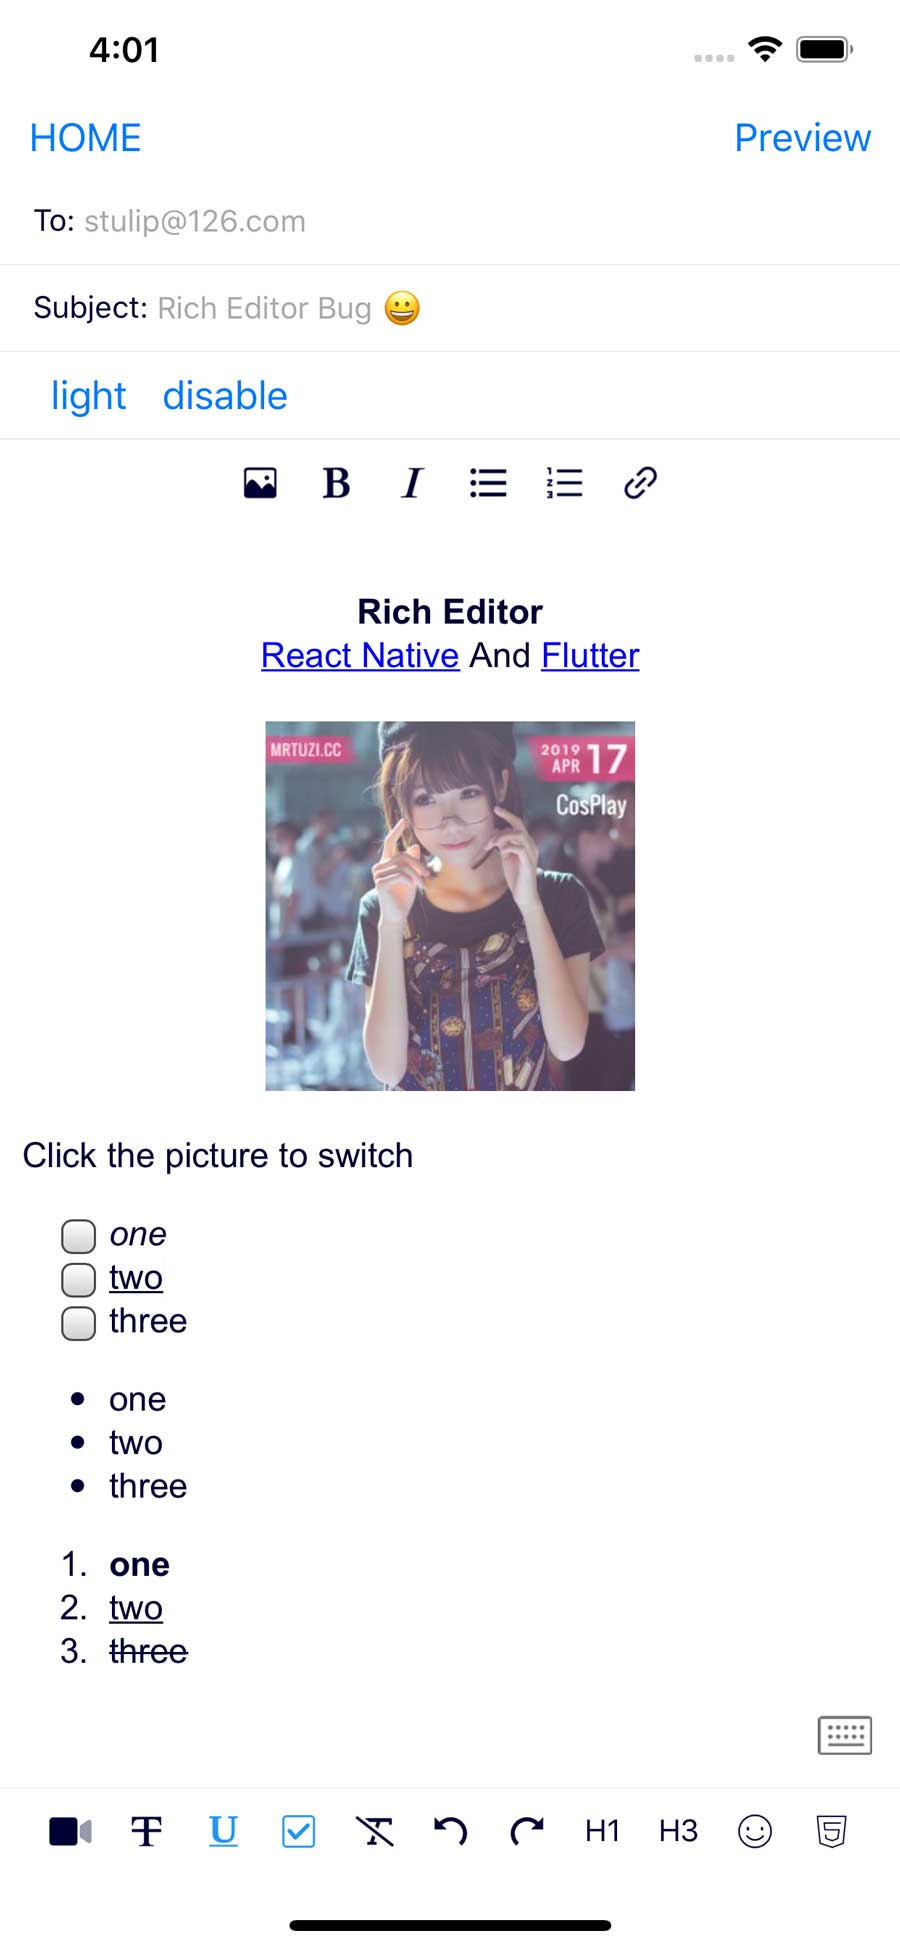 4:01
HOME Preview
To: stulip@126.com
Subject: Rich Editor Bug 😀
light disable
B I
Rich Editor
React Native And Flutter
MRTUZI.CC
2019 APR 17
CosPlay
Click the picture to switch
one
two
three
• one
• two
• three
1. one
2. two
3. three
T U T H1 H3 5